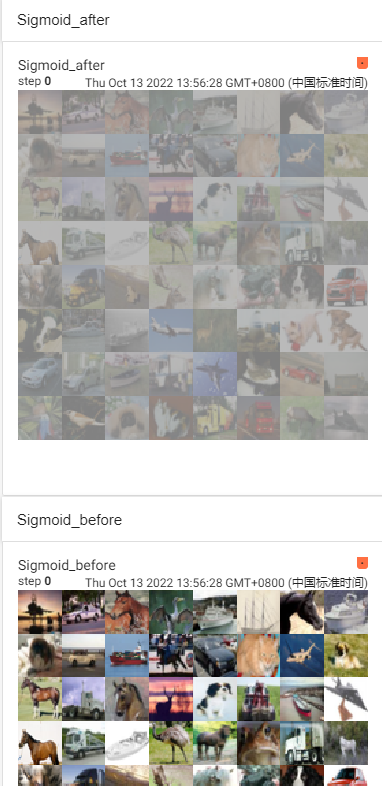 Sigmoid_after
Sigmoid_after
step 0 Thu Oct 13 2022 13:56:28 GMT+0800 (中国标准时间)
Sigmoid_before
Sigmoid_before
step 0 Thu Oct 13 2022 13:56:28 GMT+0800 (中国标准时间)